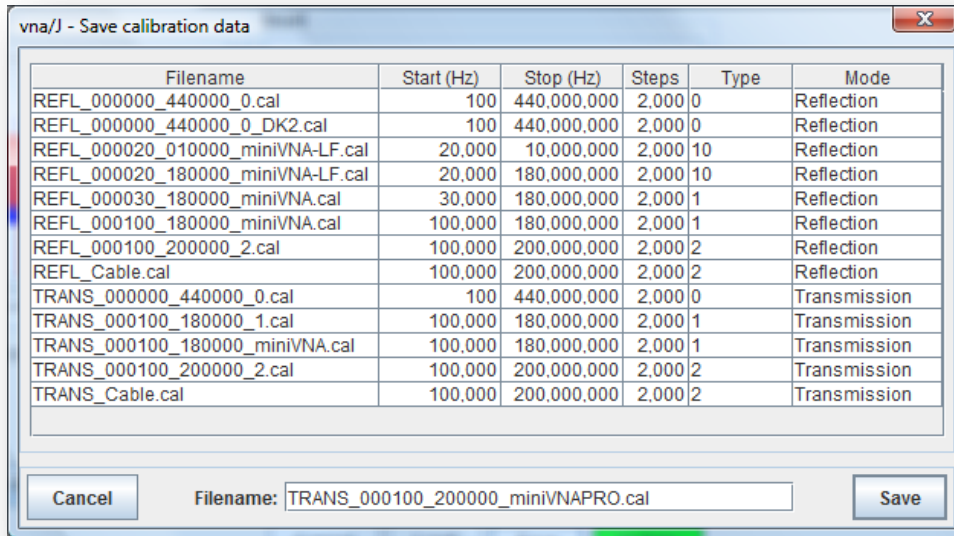 vna/J - Save calibration data
Filename Start (Hz) Stop (Hz) Steps Type Mode
REFL_000000_440000_0.cal 100 440,000,000 2,000 0 Reflection
REFL_000000_440000_0_DK2.cal 100 440,000,000 2,000 0 Reflection
REFL_000020_010000_miniVNA-LF.cal 20,000 10,000,000 2,000 10 Reflection
REFL_000020_180000_miniVNA-LF.cal 20,000 180,000,000 2,000 10 Reflection
REFL_000030_180000_miniVNA.cal 30,000 180,000,000 2,000 1 Reflection
REFL_000100_180000_miniVNA.cal 100,000 180,000,000 2,000 1 Reflection
REFL_000100_200000_2.cal 100,000 200,000,000 2,000 2 Reflection
REFL_Cable.cal 100,000 200,000,000 2,000 2 Reflection
TRANS_000000_440000_0.cal 100 440,000,000 2,000 0 Transmission
TRANS_000100_180000_1.cal 100,000 180,000,000 2,000 1 Transmission
TRANS_000100_180000_miniVNA.cal 100,000 180,000,000 2,000 1 Transmission
TRANS_000100_200000_2.cal 100,000 200,000,000 2,000 2 Transmission
TRANS_Cable.cal 100,000 200,000,000 2,000 2 Transmission
Cancel Filename: TRANS_000100_200000_miniVNAPRO.cal Save